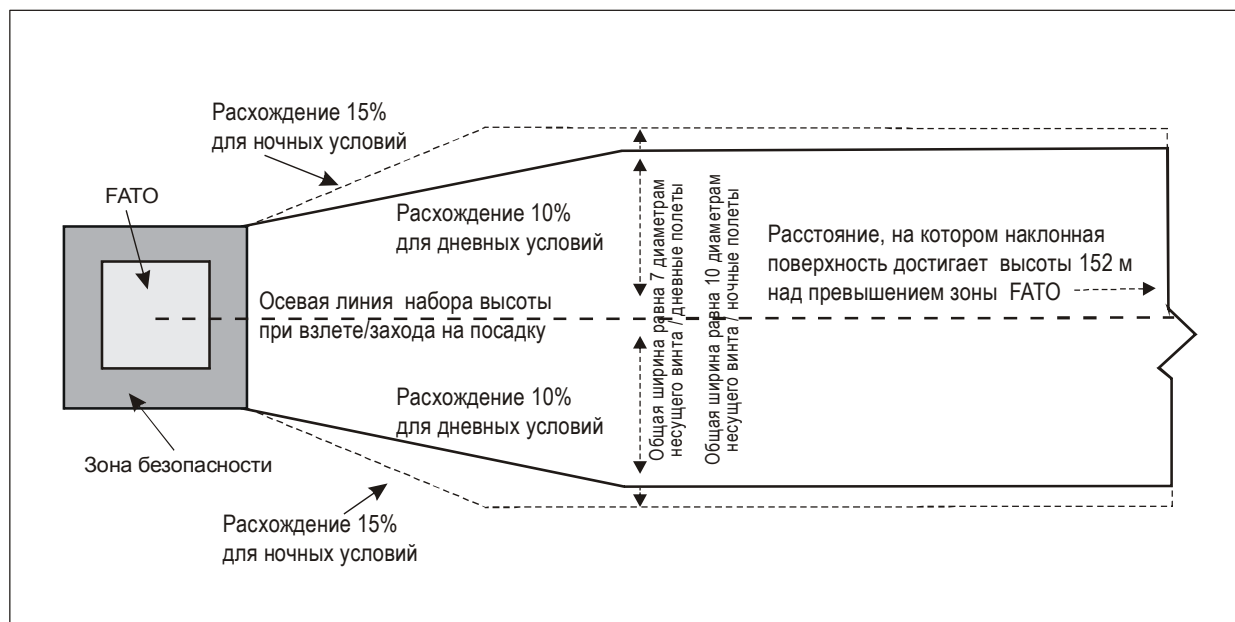 Расхождение 15%
для ночных условий
FATO
Расхождение 10%
для дневных условий
Общая ширина равна 7 диаметрам
несущего винта / дневные полеты
Общая ширина равна 10 диаметрам
несущего винта / ночные полеты
Расстояние, на котором наклонная
поверхность достигает высоты 152 м
над превышением зоны FATO
Осевая линия набора высоты
при взлете/захода на посадку
Расхождение 10%
для дневных условий
Зона безопасности
Расхождение 15%
для ночных условий